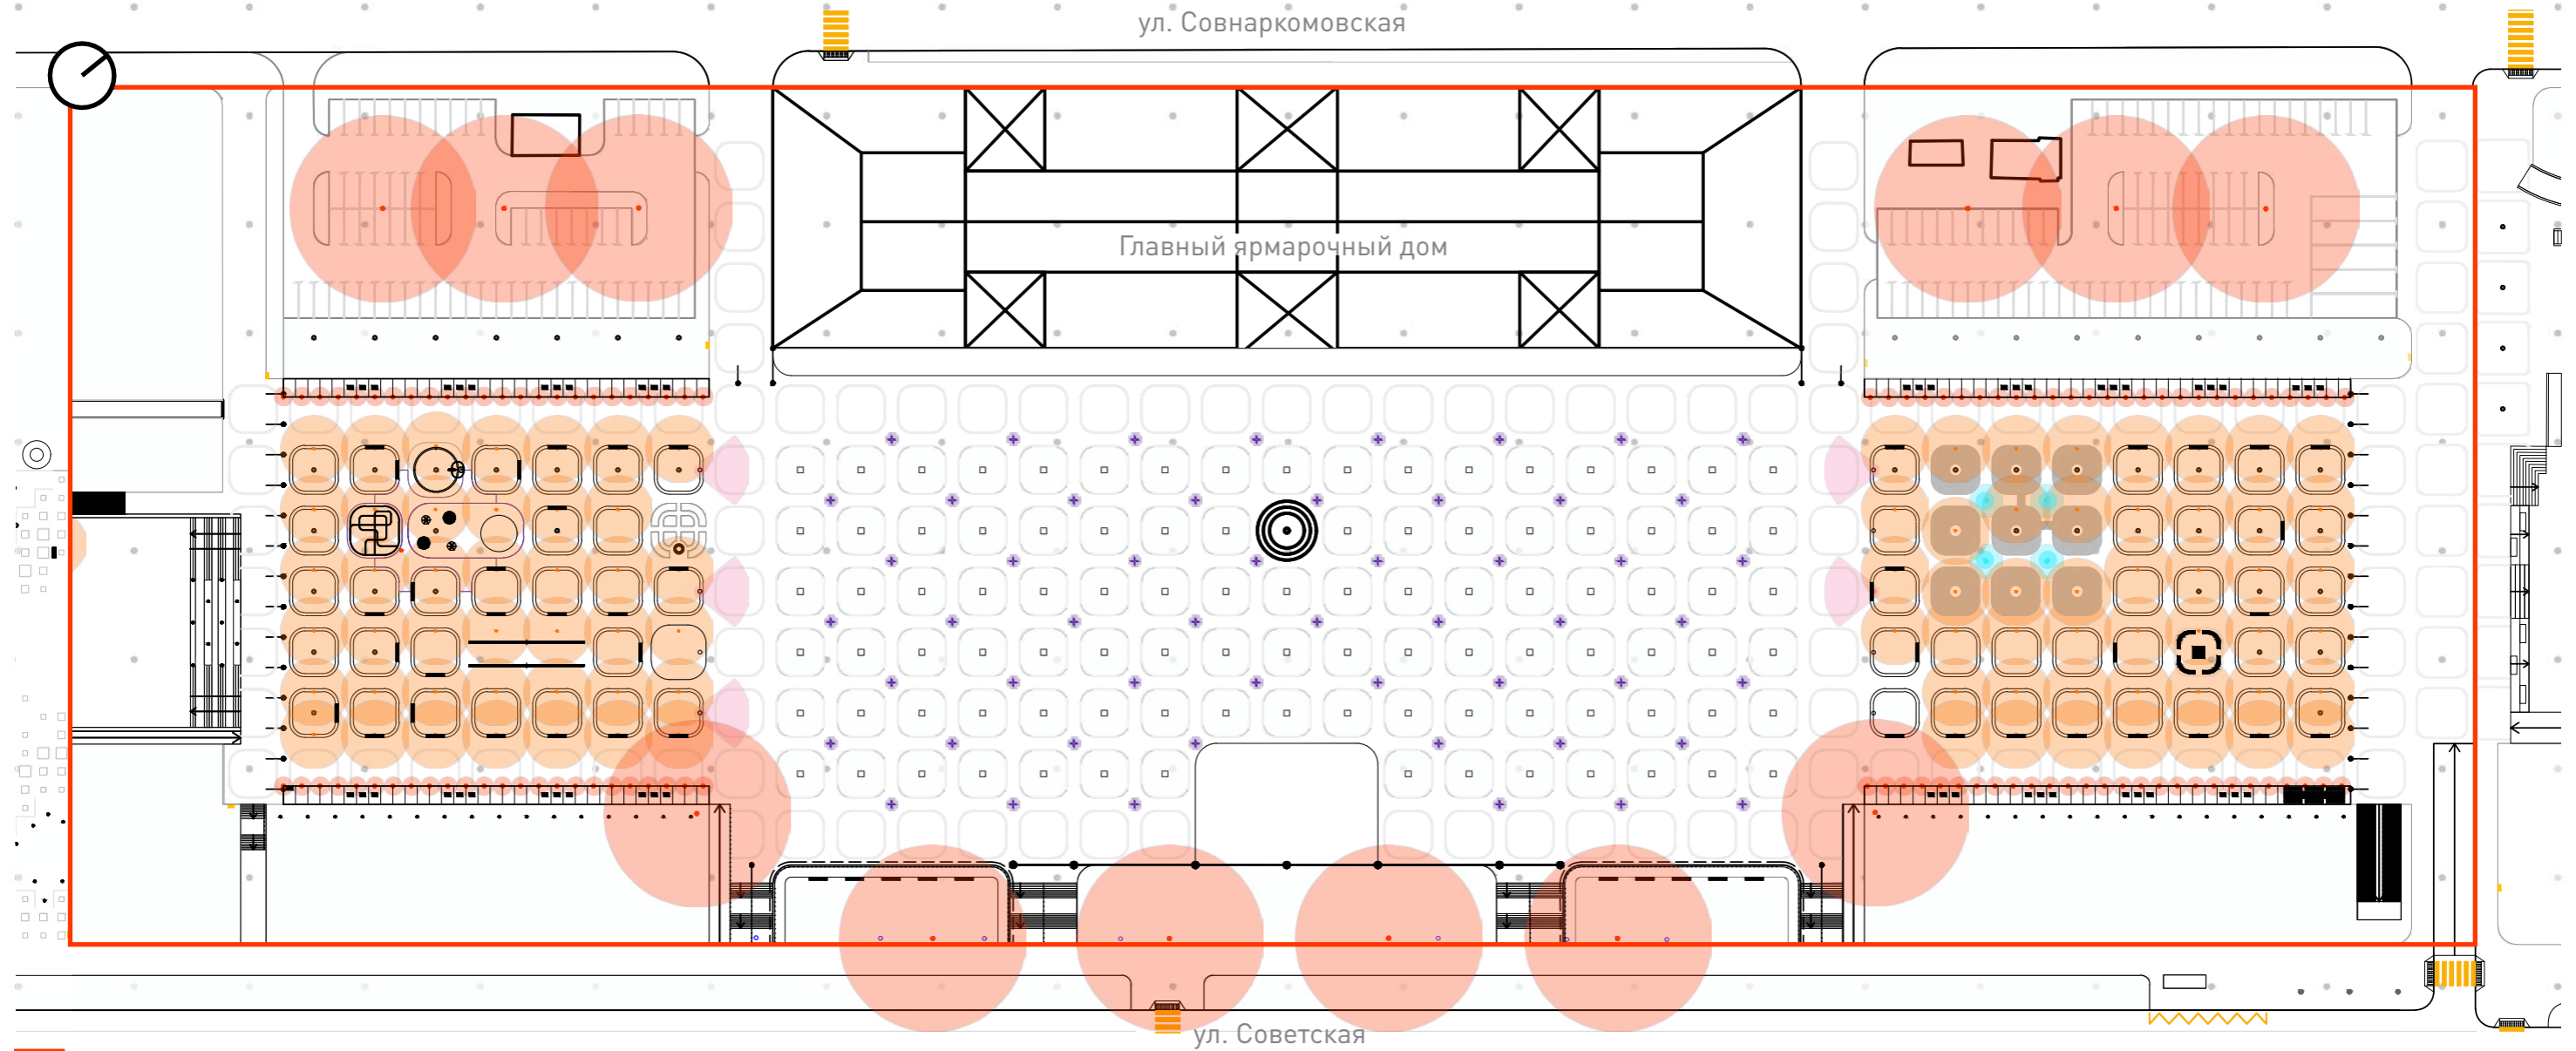 ул. Совнаркомовская
Главный ярмарочный дом
ул. Советская